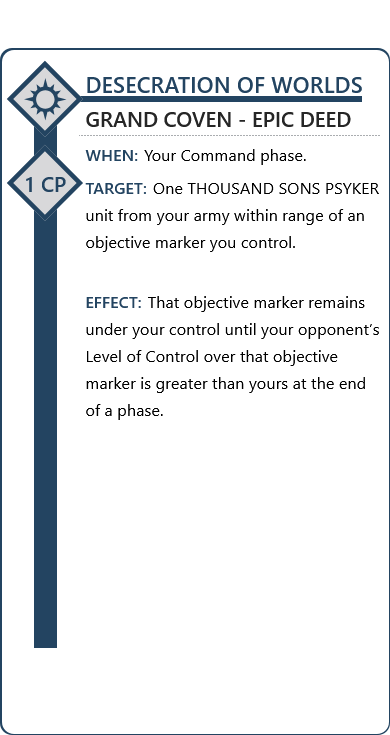 DESECRATION OF WORLDS
GRAND COVEN - EPIC DEED
WHEN: Your Command phase.
1 CP
TARGET: One THOUSAND SONS PSYKER
unit from your army within range of an
objective marker you control.
EFFECT: That objective marker remains
under your control until your opponent’s
Level of Control over that objective
marker is greater than yours at the end
of a phase.